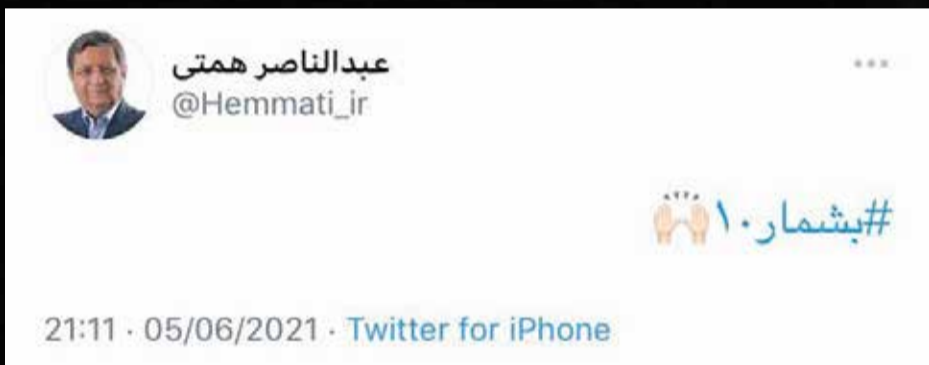 عبدالناصر همتی
@Hemmati_ir
#بشمار۱۰🙌🏻
21:11 · 05/06/2021 · Twitter for iPhone